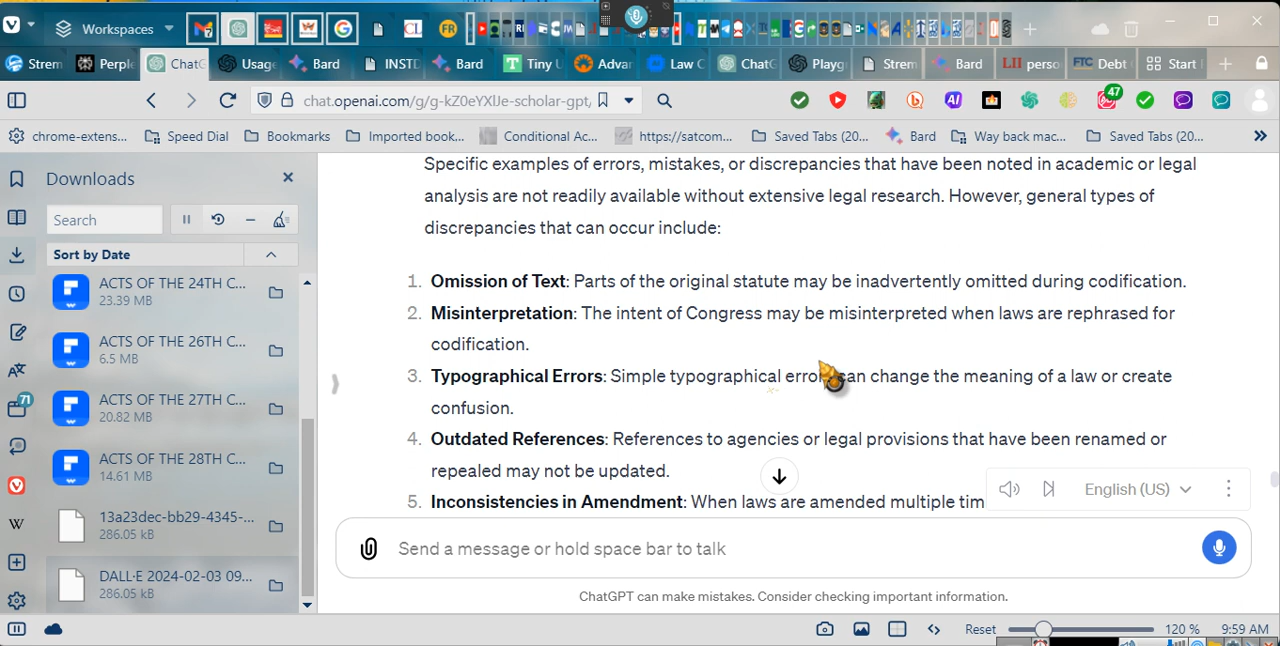 Workspaces
CL
FR
Strem
Perple
ChatG
Usage
Bard
INSTD
Bard
Tiny U
Advar
Law C
ChatG
Playg
Strem
Bard
LII perso
FTC Debt
Start
chat.openai.com/g/g-kZ0eYXlJe-scholar-gpt,
AI
47
chrome-extens...
Speed Dial
Bookmarks
Imported book...
Conditional Ac...
https://satcom...
Saved Tabs (20...
Bard
Way back mac...
Saved Tabs (20...
Downloads
Search
Sort by Date
ACTS OF THE 24TH C...
23.39 MB
ACTS OF THE 26TH C...
6.5 MB
ACTS OF THE 27TH C...
20.82 MB
ACTS OF THE 28TH C...
14.61 MB
13a23dec-bb29-4345-...
286.05 kB
DALL·E 2024-02-03 09...
286.05 kB
71
W
Specific examples of errors, mistakes, or discrepancies that have been noted in academic or legal
analysis are not readily available without extensive legal research. However, general types of
discrepancies that can occur include:
1. Omission of Text: Parts of the original statute may be inadvertently omitted during codification.
2. Misinterpretation: The intent of Congress may be misinterpreted when laws are rephrased for
codification.
3. Typographical Errors: Simple typographical errors can change the meaning of a law or create
confusion.
4. Outdated References: References to agencies or legal provisions that have been renamed or
repealed may not be updated.
5. Inconsistencies in Amendment: When laws are amended multiple tim
English (US)
Send a message or hold space bar to talk
ChatGPT can make mistakes. Consider checking important information.
Reset
120 %
9:59 AM